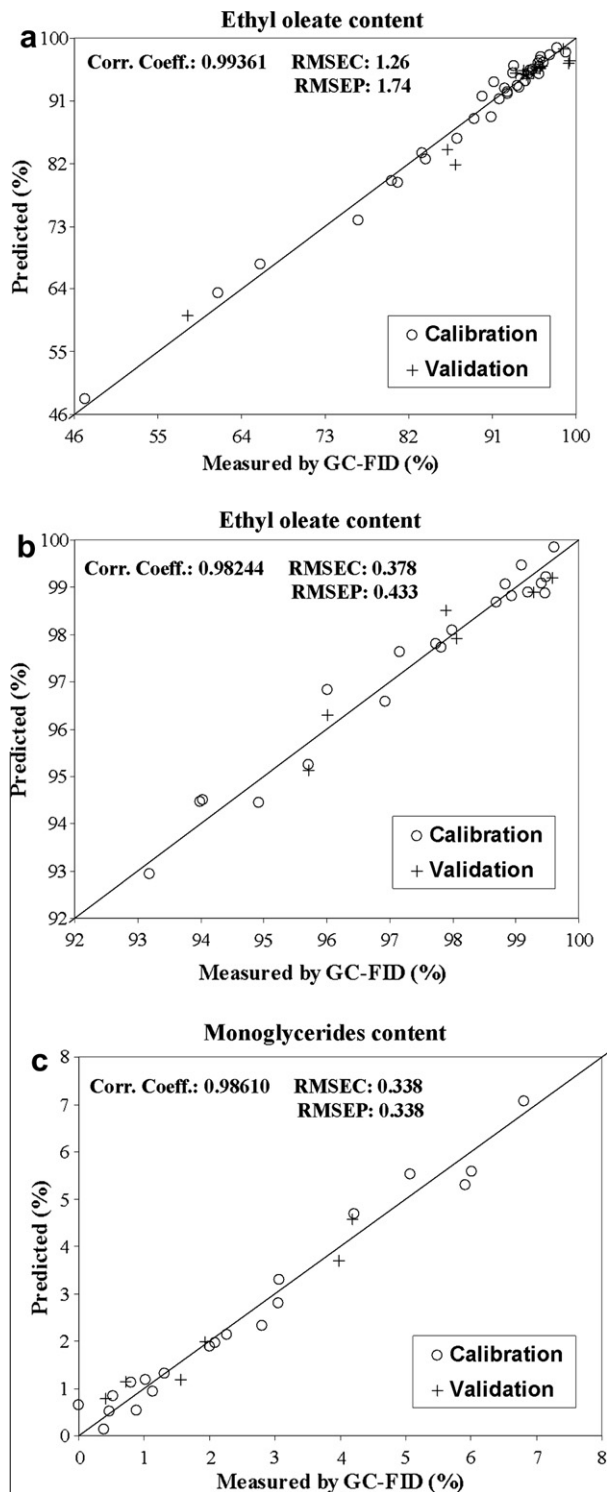 Ethyl oleate content
a
100
Corr. Coeff.: 0.99361 RMSEC: 1.26
RMSEP: 1.74
91
82
73
64
55
46
Predicted (%)
Calibration
Validation
46 55 64 73 82 91 100
Measured by GC-FID (%)
Ethyl oleate content
b
100
Corr. Coeff.: 0.98244 RMSEC: 0.378
RMSEP: 0.433
99
98
97
96
95
94
93
92
Predicted (%)
Calibration
Validation
92 93 94 95 96 97 98 99 100
Measured by GC-FID (%)
Monoglycerides content
c
8
Corr. Coeff.: 0.98610 RMSEC: 0.338
RMSEP: 0.338
7
6
5
4
3
2
1
0
Predicted (%)
Calibration
Validation
0 1 2 3 4 5 6 7 8
Measured by GC-FID (%)